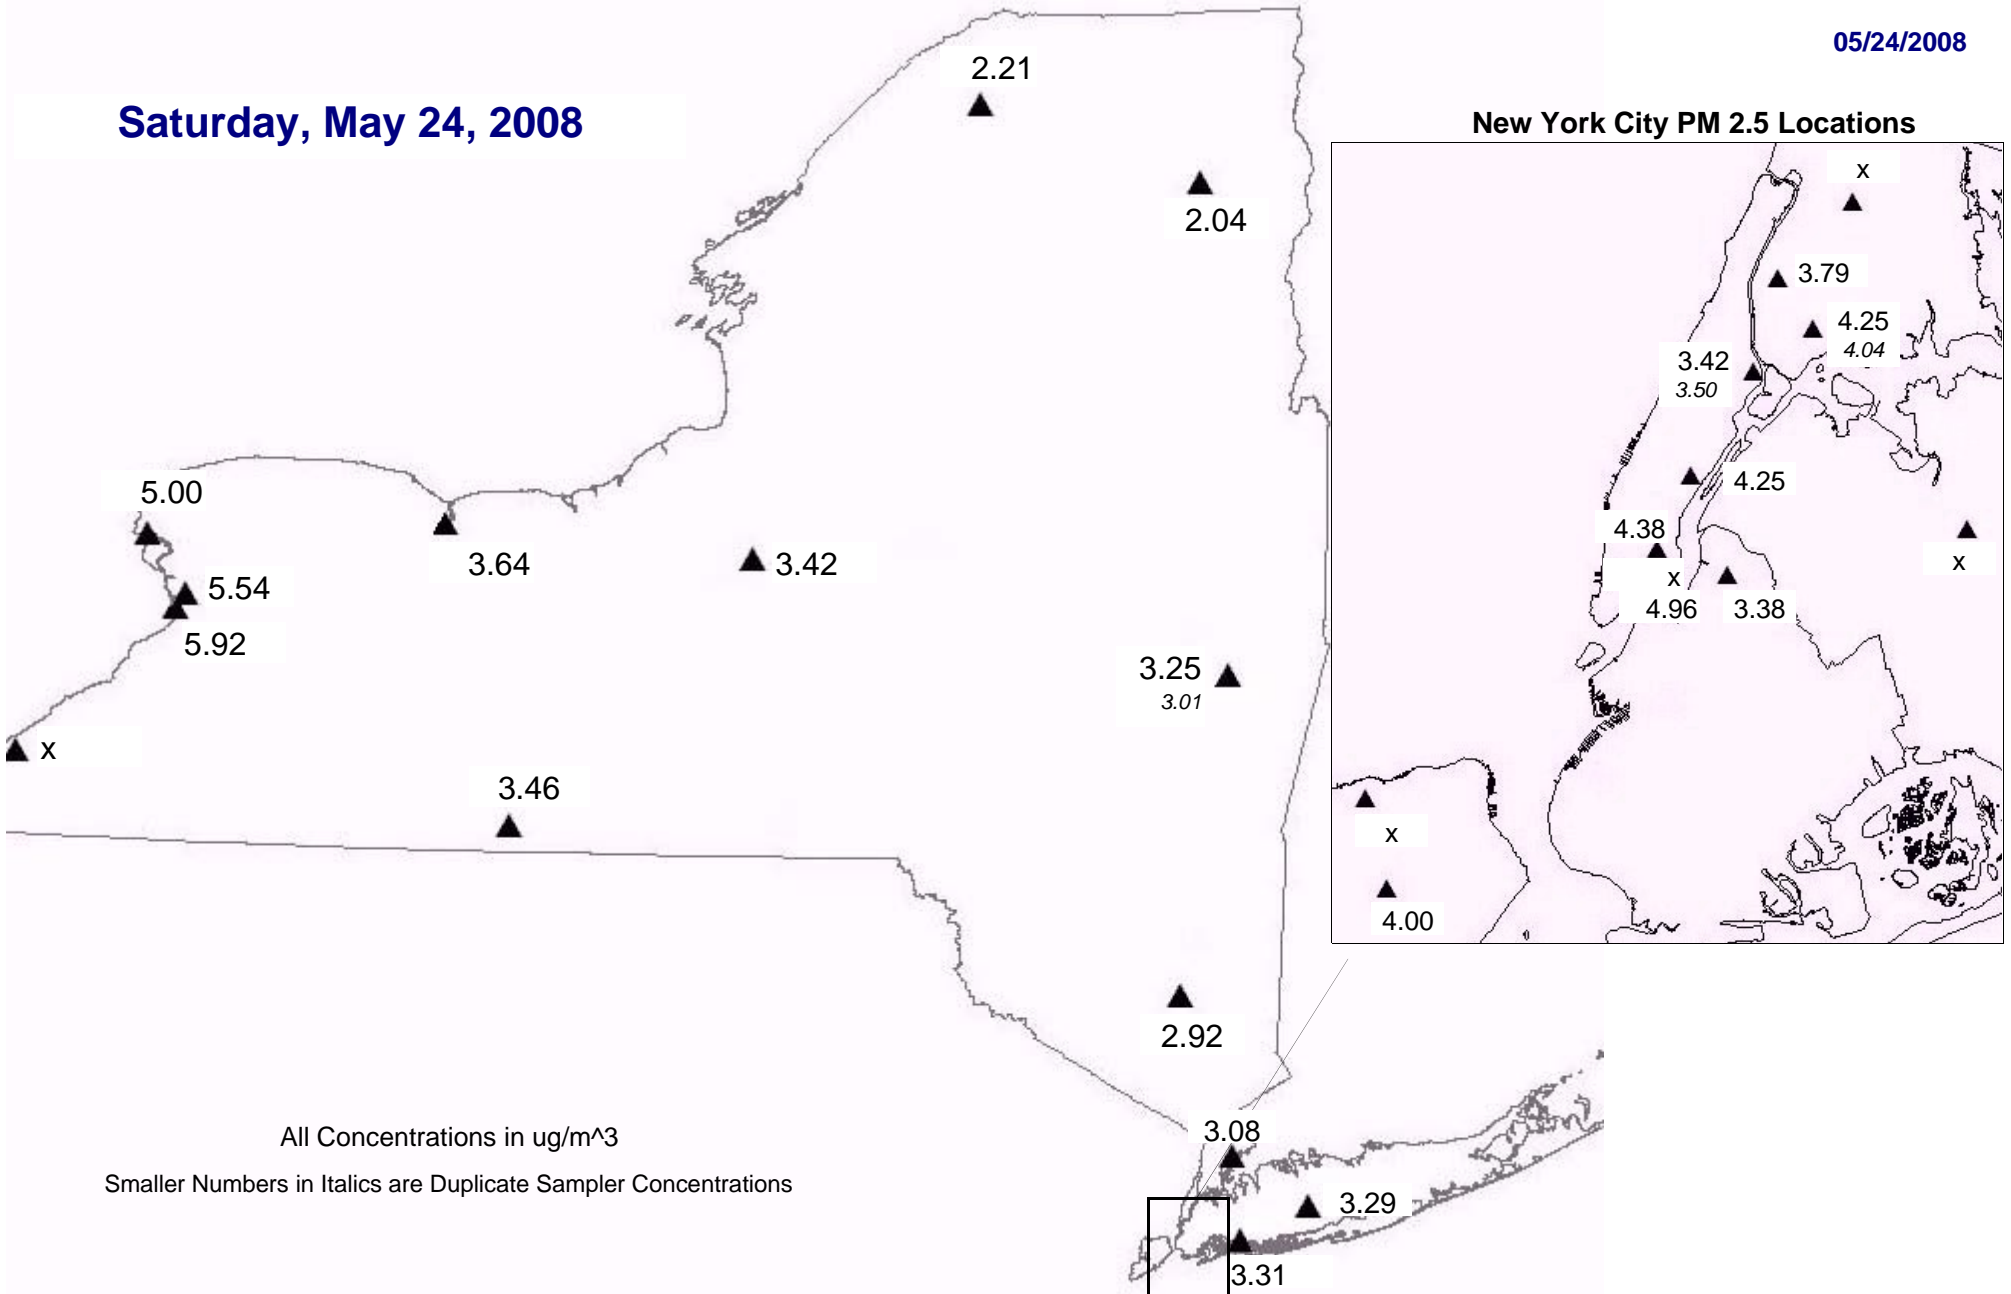 05/24/2008
Saturday, May 24, 2008
New York City PM 2.5 Locations
2.21
2.04
5.00
5.54
5.92
3.64
3.42
3.25
3.01
x
3.46
2.92
3.08
3.29
3.31
x
3.79
4.25
4.04
3.42
3.50
4.25
4.38
x
4.96
3.38
x
x
4.00
All Concentrations in ug/m^3
Smaller Numbers in Italics are Duplicate Sampler Concentrations